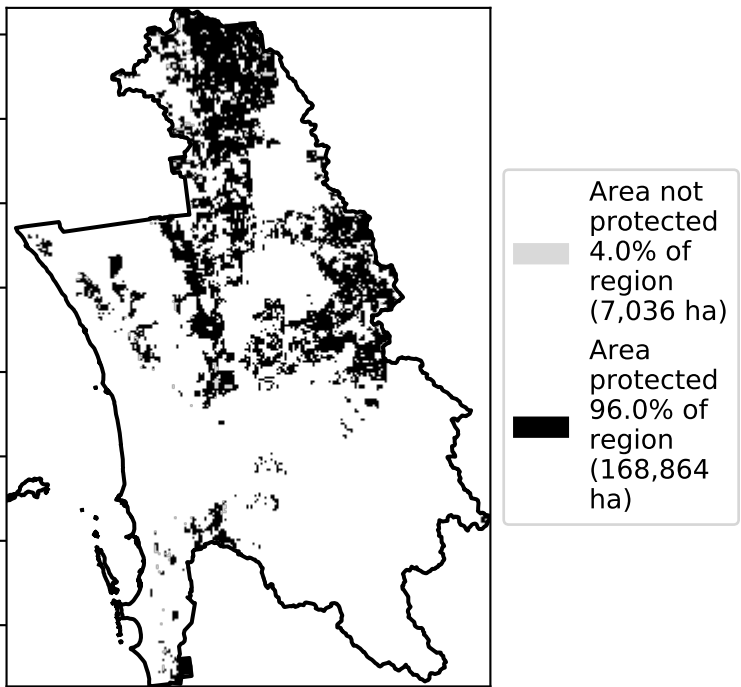 Area not
protected
4.0% of
region
(7,036 ha)
Area
protected
96.0% of
region
(168,864
ha)